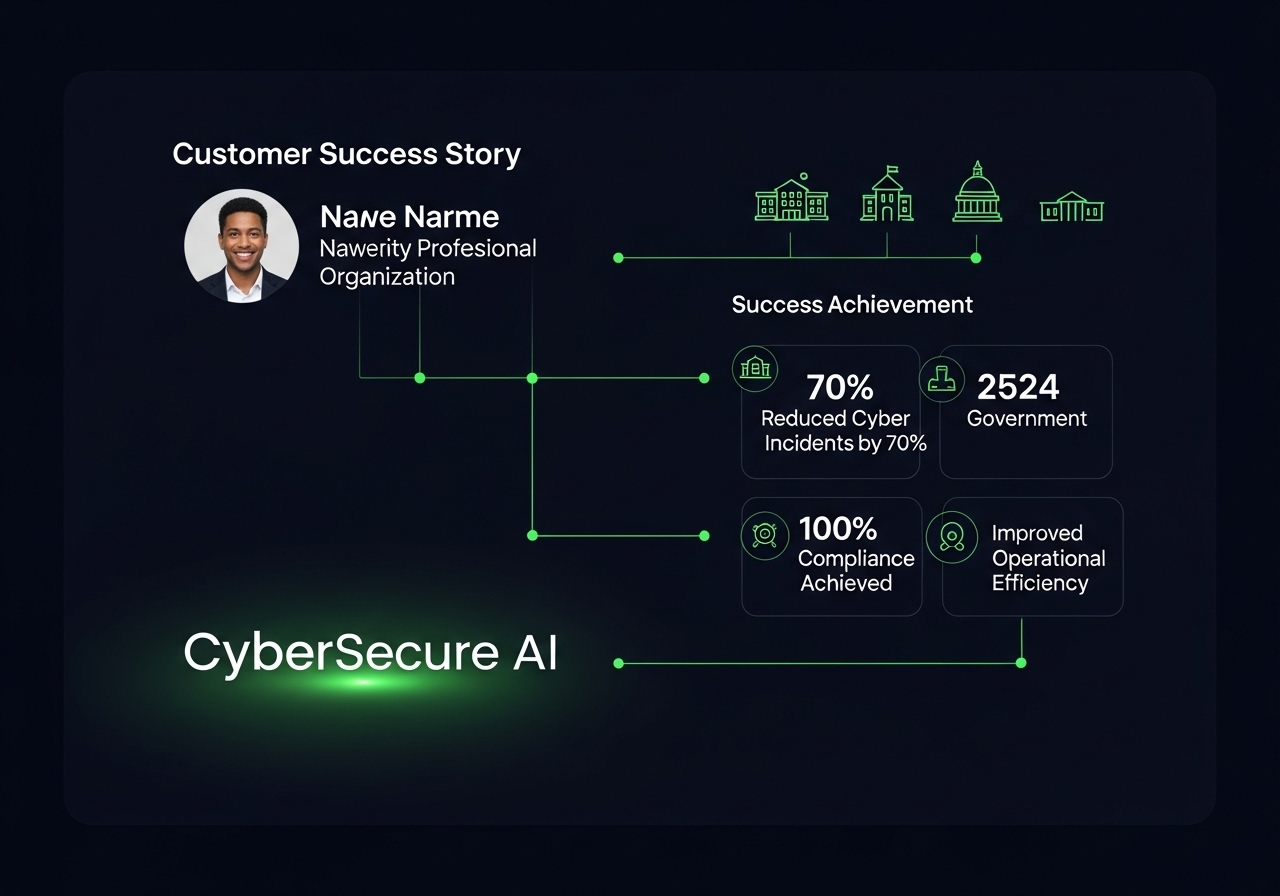 Customer Success Story
Nawe Narme
Nawerity Profesional
Organization
Success Achievement
70%
Reduced Cyber
Incidents by 70%
2524
Government
100%
Compliance
Achieved
Improved
Operational
Efficiency
CyberSecure AI